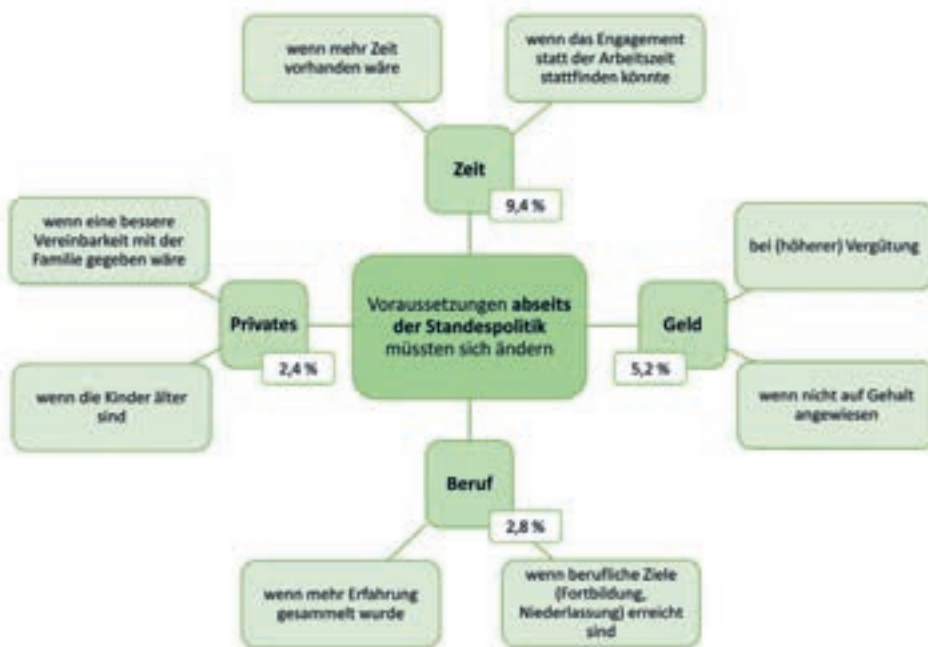 wenn mehr Zeit
vorhanden wäre
wenn das Engagement
statt der Arbeitszeit
stattfinden könnte
Zeit
9,4 %
wenn eine bessere
Vereinbarkeit mit der
Familie gegeben wäre
bei (höherer) Vergütung
Privates
2,4 %
Voraussetzungen abseits
der Standespolitik
müssten sich ändern
Geld
5,2 %
wenn die Kinder älter
sind
wenn nicht auf Gehalt
angewiesen
Beruf
2,8 %
wenn mehr Erfahrung
gesammelt wurde
wenn berufliche Ziele
(Fortbildung,
Niederlassung) erreicht
sind